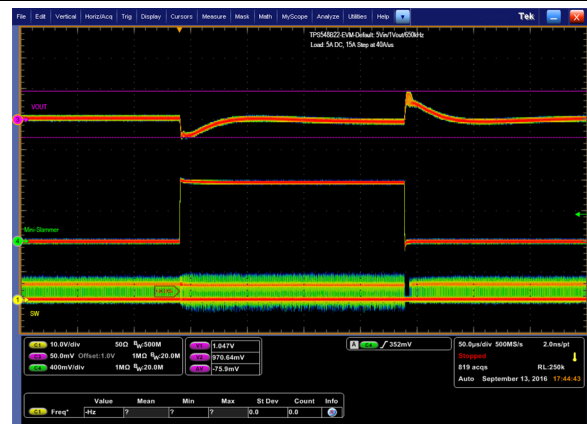 File Edit Vertical Horiz/Acq Trig Display Cursors Measure Mask Math MyScope Analyze Utilities Help Tek X
TPS548B22-EVM-Default: 5Vin/1Vout/650kHz
Load: 5A DC, 15A Step at 40A/us
3 VOUT
Mini-Slammer
4
1
SW
C1 10.0V/div 50Ω BW:500M
C3 50.0mV Offset:1.0V 1MΩ BW:20.0M
C4 400mV/div 1MΩ BW:20.0M
V1 1.047V
V2 970.64mV
ΔV -75.9mV
A C4 352mV
50.0µs/div 500MS/s 2.0ns/pt
Stopped
819 acqs RL:250k
Auto September 13, 2016 17:44:43
Value Mean Min Max St Dev Count Info
C1 Freq* -Hz ? ? ? 0.0 0.0